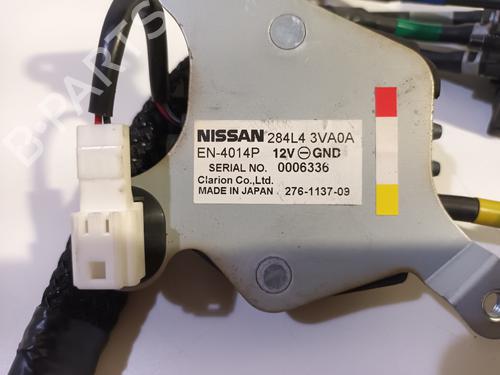 B-PARTS
NISSAN 284L4 3VA0A
EN-4014P 12V⊖GND
SERIAL NO. 0006336
Clarion Co.,Ltd.
MADE IN JAPAN 276-1137-09